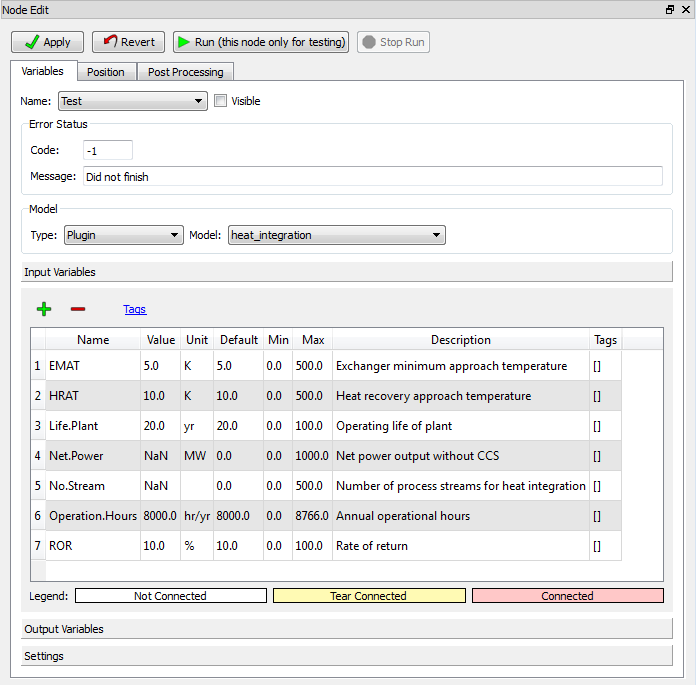 Node Edit
Apply Revert Run (this node only for testing) Stop Run
Variables Position Post Processing
Name: Test Visible
Error Status
Code: -1
Message: Did not finish
Model
Type: Plugin Model: heat_integration
Input Variables
Tags
Name Value Unit Default Min Max Description Tags
1 EMAT 5.0 K 5.0 0.0 500.0 Exchanger minimum approach temperature []
2 HRAT 10.0 K 10.0 0.0 500.0 Heat recovery approach temperature []
3 Life.Plant 20.0 yr 20.0 0.0 100.0 Operating life of plant []
4 Net.Power NaN MW 0.0 0.0 1000.0 Net power output without CCS []
5 No.Stream NaN 0.0 0.0 500.0 Number of process streams for heat integration []
6 Operation.Hours 8000.0 hr/yr 8000.0 0.0 8766.0 Annual operational hours []
7 ROR 10.0 % 10.0 0.0 100.0 Rate of return []
Legend: Not Connected Tear Connected Connected
Output Variables
Settings